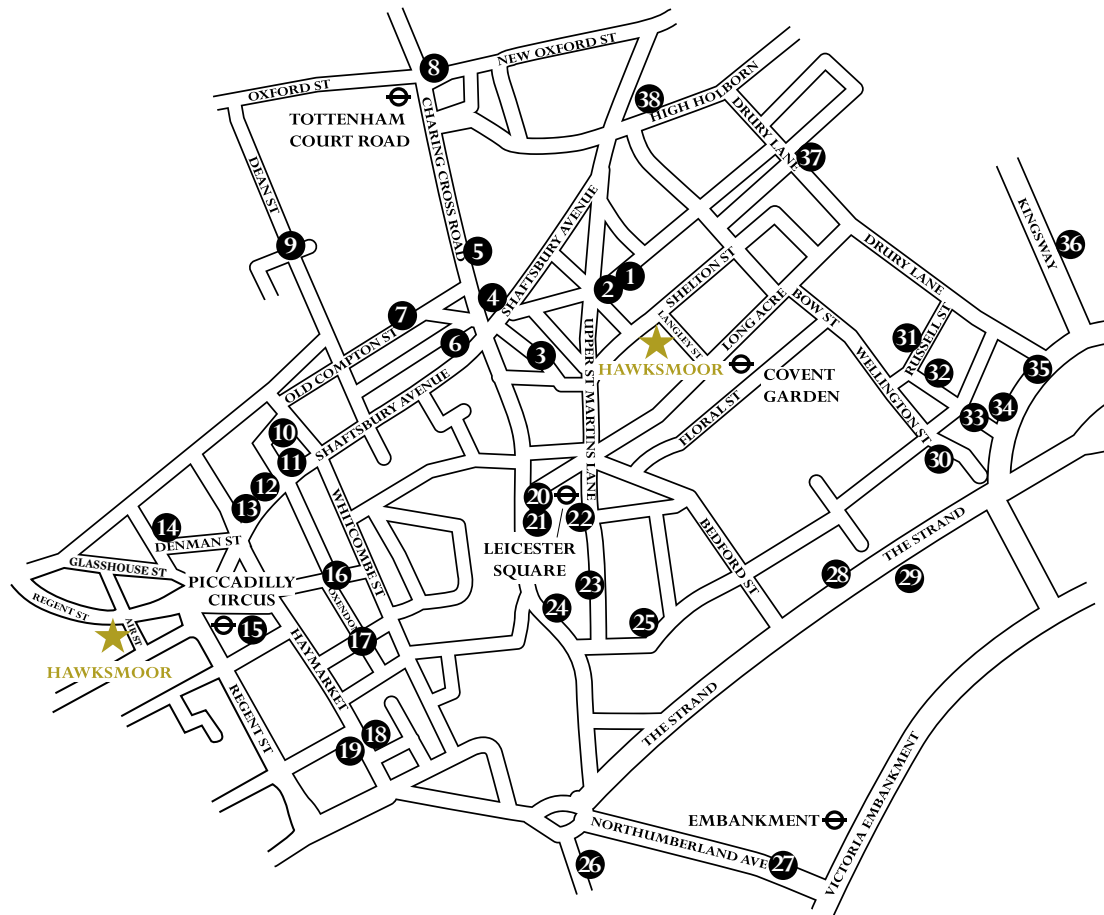 NEW OXFORD ST
8
OXFORD ST
38
HIGH HOLBORN
TOTTENHAM
COURT ROAD
CHARING CROSS ROAD
DRURY LANE
37
DEAN ST
9
5
SHAFTSBURY AVENUE
KINGSWAY
36
4
2
1
SHELTON ST
DRURY LANE
7
6
3
UPPER ST MARTINS LANE
LANGLEY ST
LONG ACRE
BOW ST
31
RUSSELL ST
HAWKSMOOR
COVENT
GARDEN
WELLINGTON ST
32
35
OLD COMPTON ST
SHAFTSBURY AVENUE
FLORAL ST
33
34
10
11
30
12
13
WHITCOMBE ST
20
21
22
14
DENMAN ST
LEICESTER
SQUARE
BEDFORD ST
THE STRAND
GLASSHOUSE ST
PICCADILLY
CIRCUS
16
OXENDON
23
28
29
REGENT ST
AIR ST
15
HAYMARKET
17
24
25
HAWKSMOOR
REGENT ST
THE STRAND
18
19
EMBANKMENT
VICTORIA EMBANKMENT
NORTHUMBERLAND AVE
26
27